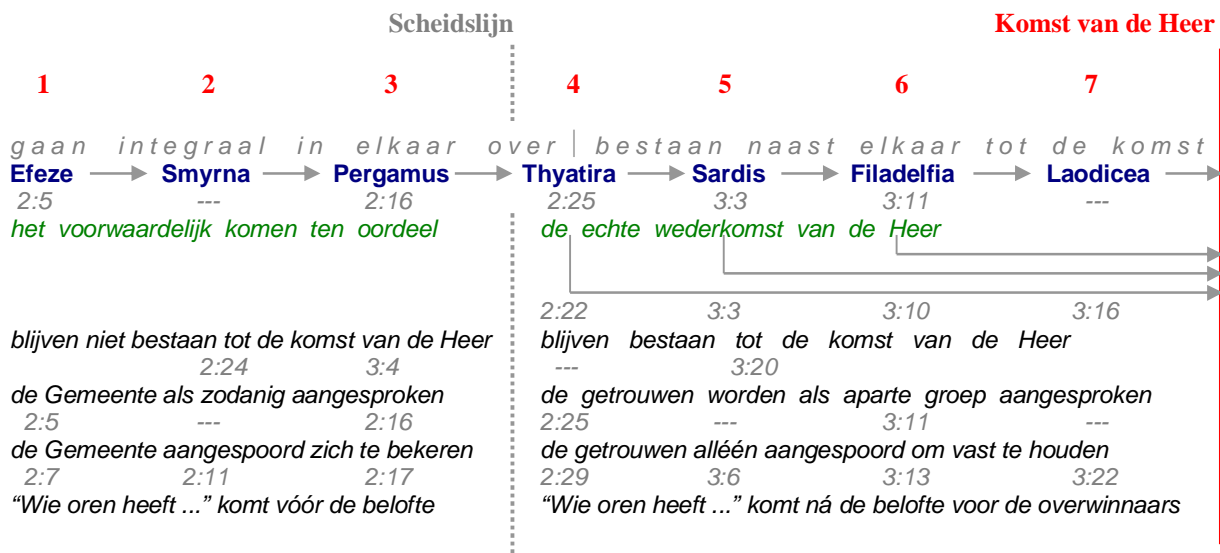 Scheidslijn Komst van de Heer
1 2 3 4 5 6 7
gaan integraal in elkaar over bestaan naast elkaar tot de komst
Efeze Smyrna Pergamus Thyatira Sardis Filadelfia Laodicea
2:5 --- 2:16 2:25 3:3 3:11 ---
het voorwaardelijk komen ten oordeel de echte wederkomst van de Heer
2:22 3:3 3:10 3:16
blijven niet bestaan tot de komst van de Heer blijven bestaan tot de komst van de Heer
2:24 3:4 --- 3:20
de Gemeente als zodanig aangesproken de getrouwen worden als aparte groep aangesproken
2:5 --- 2:16 2:25 --- 3:11 ---
de Gemeente aangespoord zich te bekeren de getrouwen alléén aangespoord om vast te houden
2:7 2:11 2:17 2:29 3:6 3:13 3:22
“Wie oren heeft ...” komt vóór de belofte “Wie oren heeft ...” komt ná de belofte voor de overwinnaars